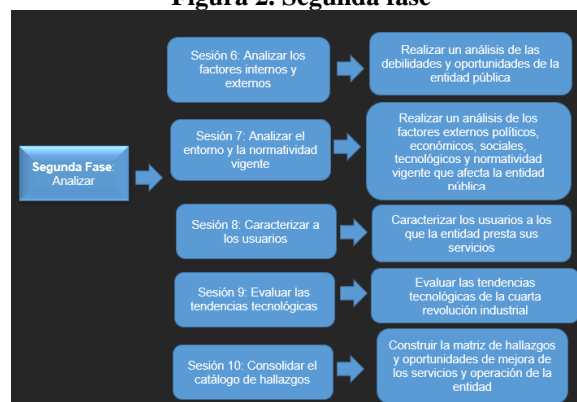 Figura 2. Segunda fase
Sesión 6: Analizar los
factores internos y
externos
Realizar un análisis de las
debilidades y oportunidades de la
entidad pública
Sesión 7: Analizar el
entorno y la normatividad
vigente
Realizar un análisis de los
factores externos políticos,
económicos, sociales,
tecnológicos y normatividad
vigente que afecta la entidad
pública
Segunda Fase:
Analizar
Sesión 8: Caracterizar a
los usuarios
Caracterizar los usuarios a los
que la entidad presta sus
servicios
Sesión 9: Evaluar las
tendencias tecnológicas
Evaluar las tendencias
tecnológicas de la cuarta
revolución industrial
Sesión 10: Consolidar el
catálogo de hallazgos
Construir la matriz de hallazgos
y oportunidades de mejora de
los servicios y operación de la
entidad